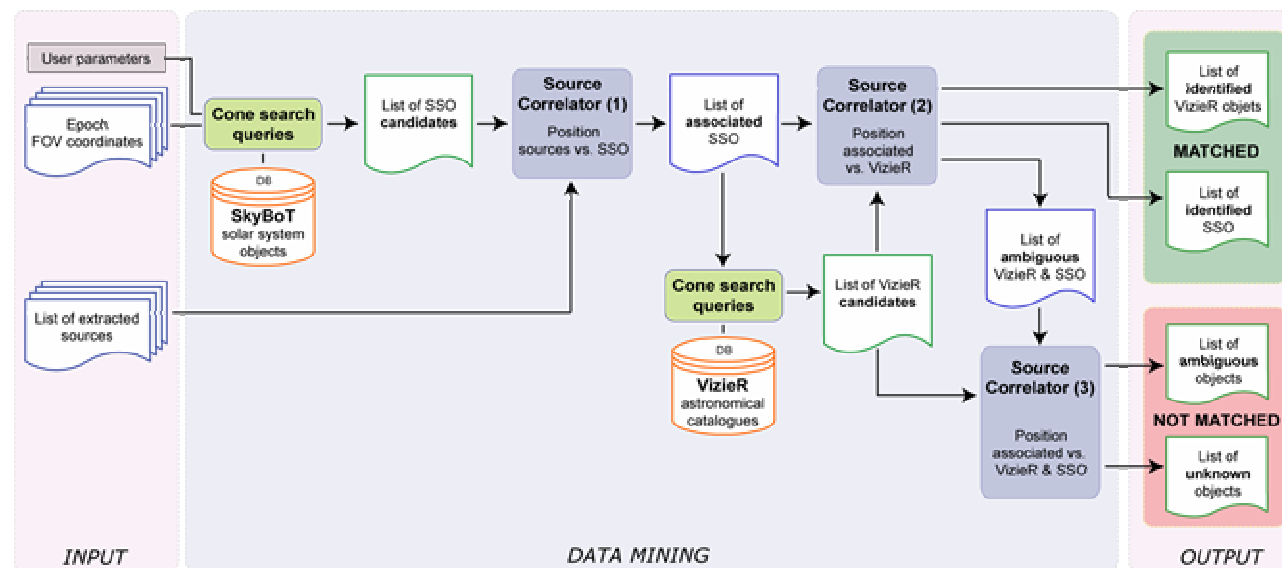 User parameters
Epoch
FOV coordinates
List of extracted
sources
INPUT
Cone search
queries
DB
SkyBoT
solar system
objects
List of SSO
candidates
Source
Correlator (1)
Position
sources vs. SSO
List of
associated
SSO
Cone search
queries
DB
VizieR
astronomical
catalogues
Source
Correlator (2)
Position
associated
vs. VizieR
List of VizieR
candidates
List of
ambiguous
VizieR & SSO
Source
Correlator (3)
Position
associated vs.
VizieR & SSO
DATA MINING
List of
identified
VizieR objets
MATCHED
List of
identified
SSO
List of
ambiguous
objects
NOT MATCHED
List of
unknown
objects
OUTPUT